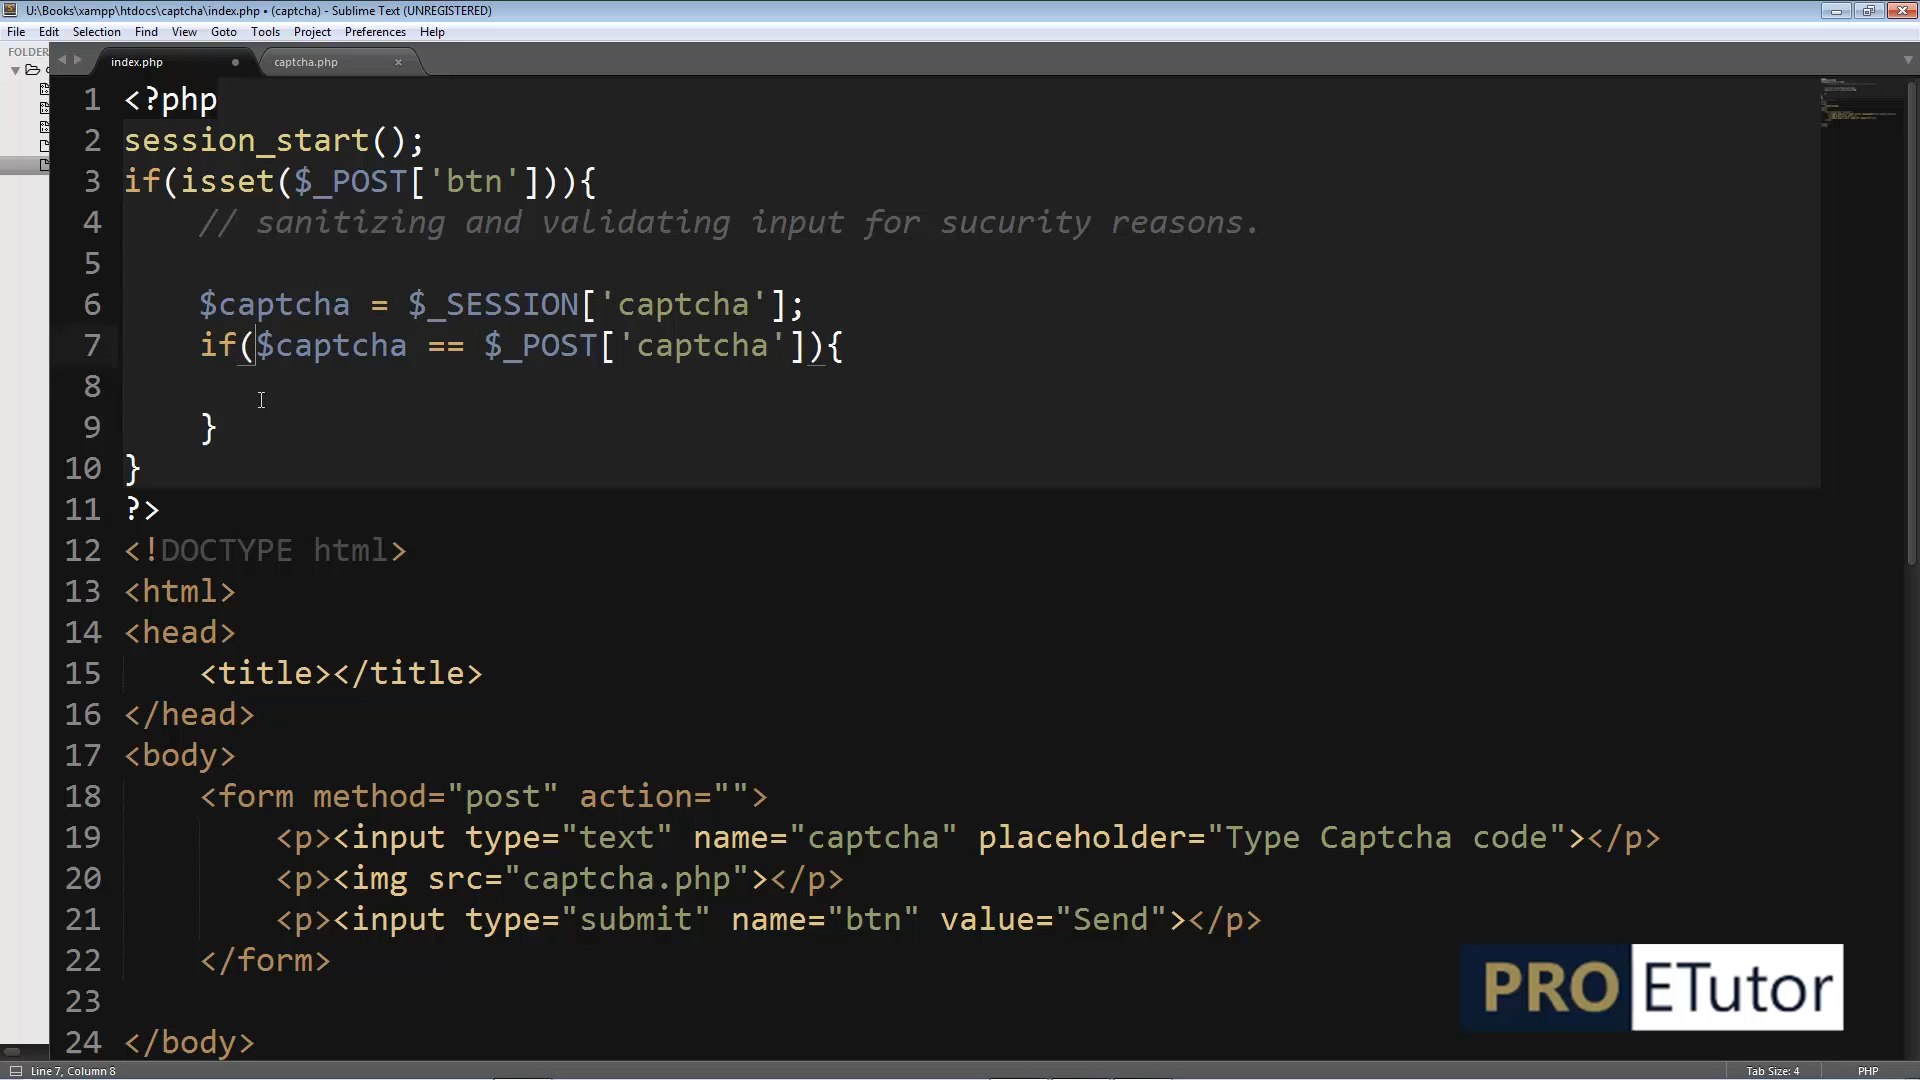 U:\Books\xampp\htdocs\captcha\index.php • (captcha) - Sublime Text (UNREGISTERED)
File Edit Selection Find View Goto Tools Project Preferences Help
FOLDER
index.php captcha.php
1 <?php
2 session_start();
3 if(isset($_POST['btn'])){
4 // sanitizing and validating input for sucurity reasons.
5
6 $captcha = $_SESSION['captcha'];
7 if($captcha == $_POST['captcha']){
8
9 }
10 }
11 ?>
12 <!DOCTYPE html>
13 <html>
14 <head>
15 <title></title>
16 </head>
17 <body>
18 <form method="post" action="">
19 <p><input type="text" name="captcha" placeholder="Type Captcha code"></p>
20 <p><img src="captcha.php"></p>
21 <p><input type="submit" name="btn" value="Send"></p>
22 </form>
23
24 </body>
PRO ETutor
Line 7, Column 8 Tab Size: 4 PHP